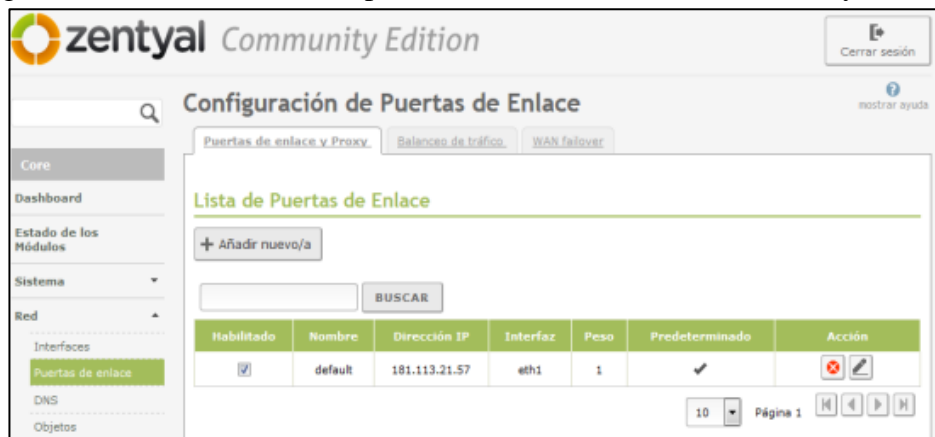 zentyal Community Edition
Cerrar sesión
Configuración de Puertas de Enlace
mostrar ayuda
Puertas de enlace y Proxy
Balanceo de tráfico
WAN failover
Core
Dashboard
Lista de Puertas de Enlace
Estado de los
Módulos
+ Añadir nuevo/a
Sistema
BUSCAR
Red
Habilitado Nombre Dirección IP Interfaz Peso Predeterminado Acción
Interfaces
Puertas de enlace
default 181.113.21.57 eth1 1
DNS
10 Página 1
Objetos